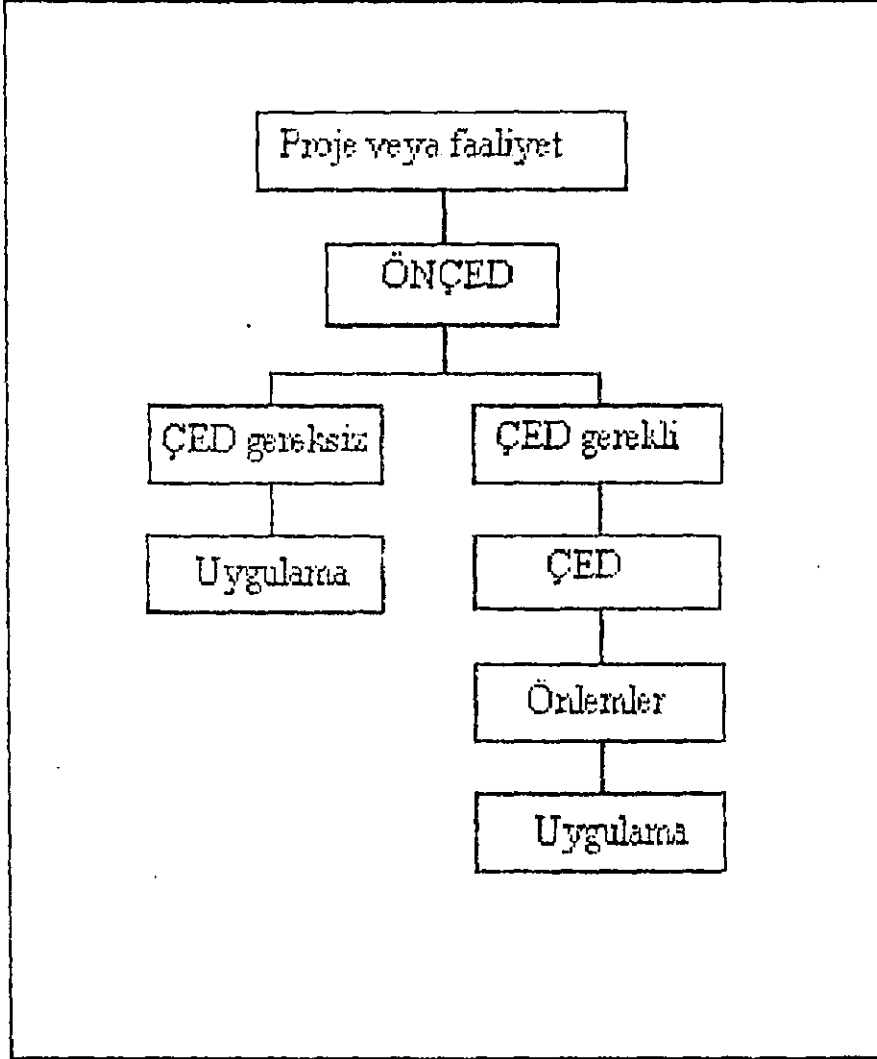 Proje veya faaliyet
ÖNÇED
ÇED gereksiz
ÇED gerekli
Uygulama
ÇED
Önlemler
Uygulama